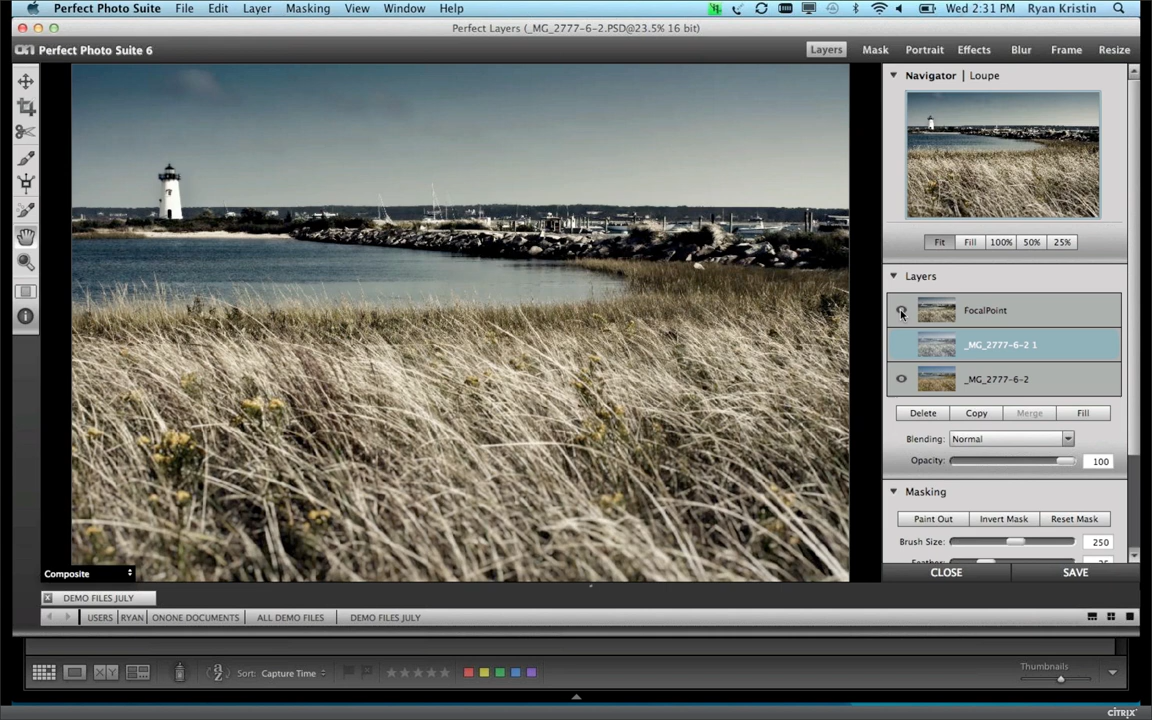 Perfect Photo Suite File Edit Layer Masking View Window Help Wed 2:31 PM Ryan Kristin
Perfect Layers (_MG_2777-6-2.PSD@23.5% 16 bit)
on Perfect Photo Suite 6 Layers Mask Portrait Effects Blur Frame Resize
Navigator | Loupe
Fit Fill 100% 50% 25%
Layers
FocalPoint
_MG_2777-6-2 1
_MG_2777-6-2
Delete Copy Merge Fill
Blending: Normal
Opacity: 100
Masking
Paint Out Invert Mask Reset Mask
Brush Size: 250
Composite CLOSE SAVE
DEMO FILES JULY
USERS RYAN ONONE DOCUMENTS ALL DEMO FILES DEMO FILES JULY
XY Sort: Capture Time Thumbnails
CITRIX